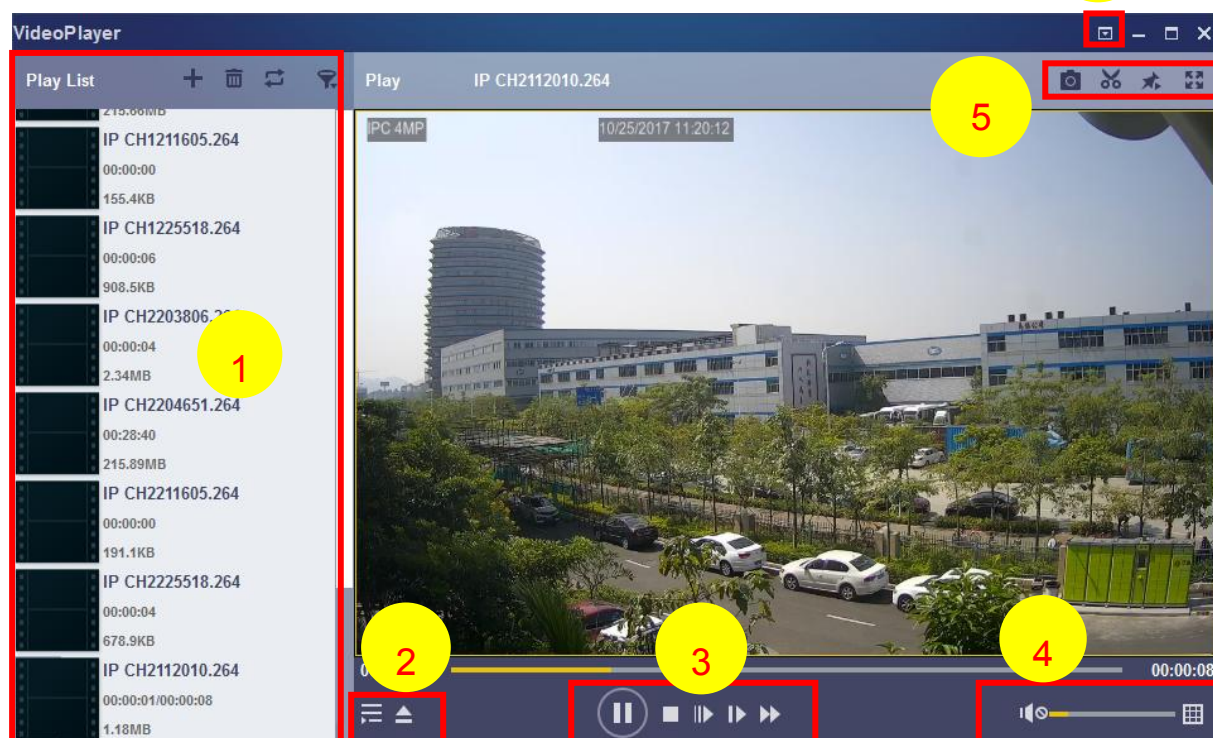 VideoPlayer
Play List
Play IP CH2112010.264
5
215.66MB
IP CH1211605.264
00:00:00
155.4KB
IP CH1225518.264
00:00:06
908.5KB
IP CH2203806.
00:00:04
2.34MB
1
IP CH2204651.264
00:28:40
215.89MB
IP CH2211605.264
00:00:00
191.1KB
IP CH2225518.264
00:00:04
678.9KB
IP CH2112010.264
00:00:01/00:00:08
1.18MB
IPC 4MP 10/25/2017 11:20:12
2
3
4
00:00:08